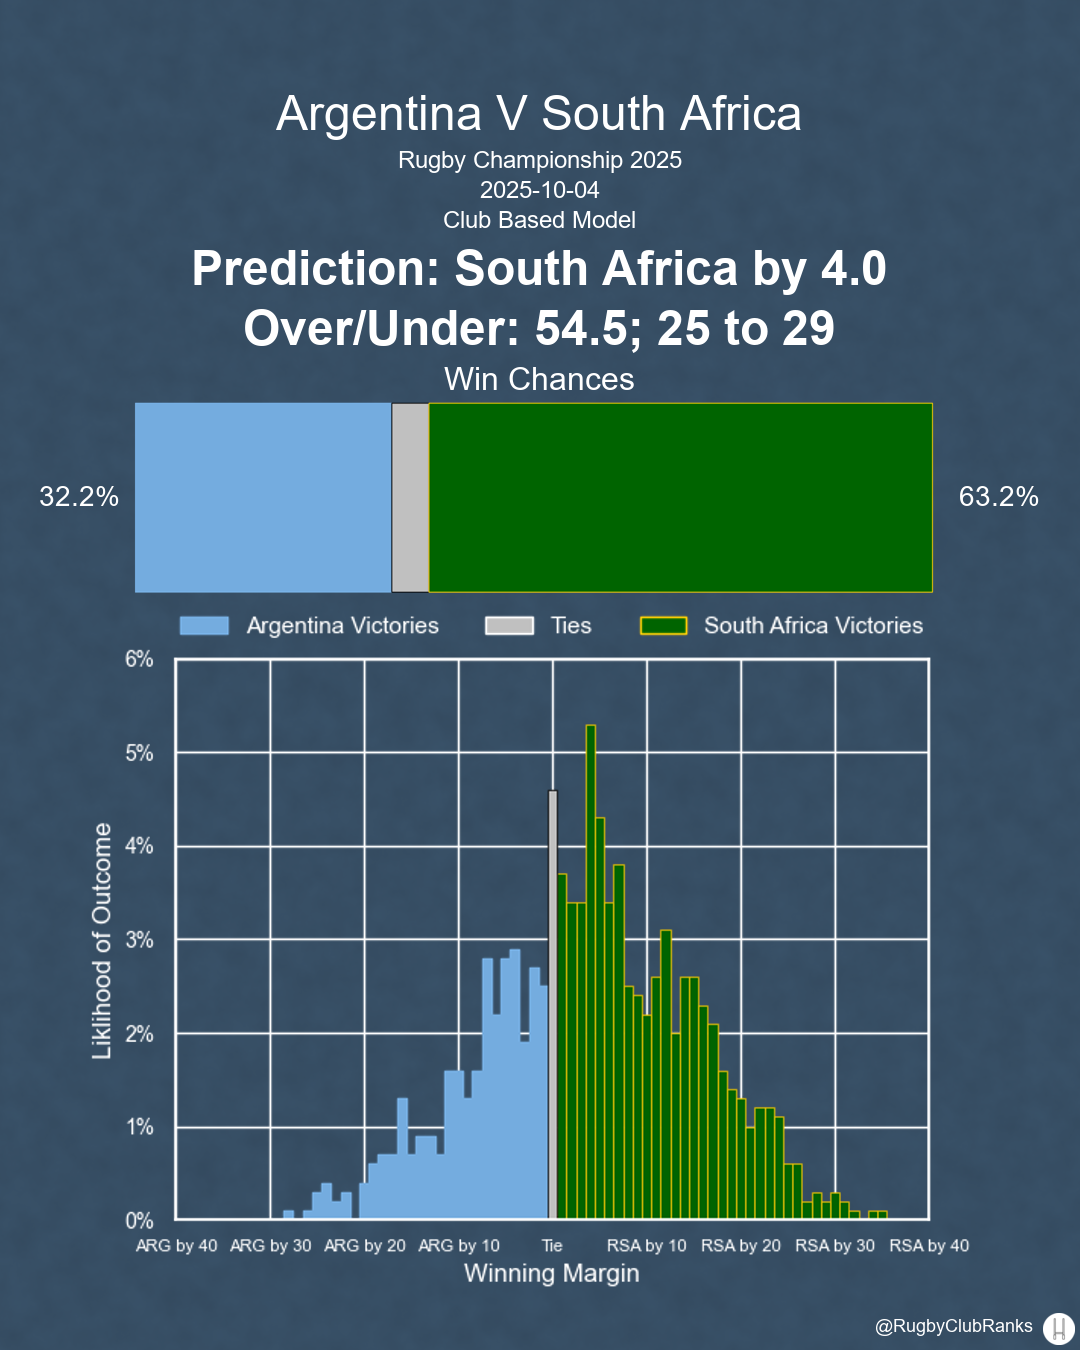 Argentina V South Africa
Rugby Championship 2025
2025-10-04
Club Based Model
Prediction: South Africa by 4.0
Over/Under: 54.5; 25 to 29
Win Chances
32.2%
63.2%
Argentina Victories
Ties
South Africa Victories
6%
5%
4%
3%
2%
1%
0%
Liklihood of Outcome
ARG by 40 ARG by 30 ARG by 20 ARG by 10 Tie RSA by 10 RSA by 20 RSA by 30 RSA by 40
Winning Margin
@RugbyClubRanks